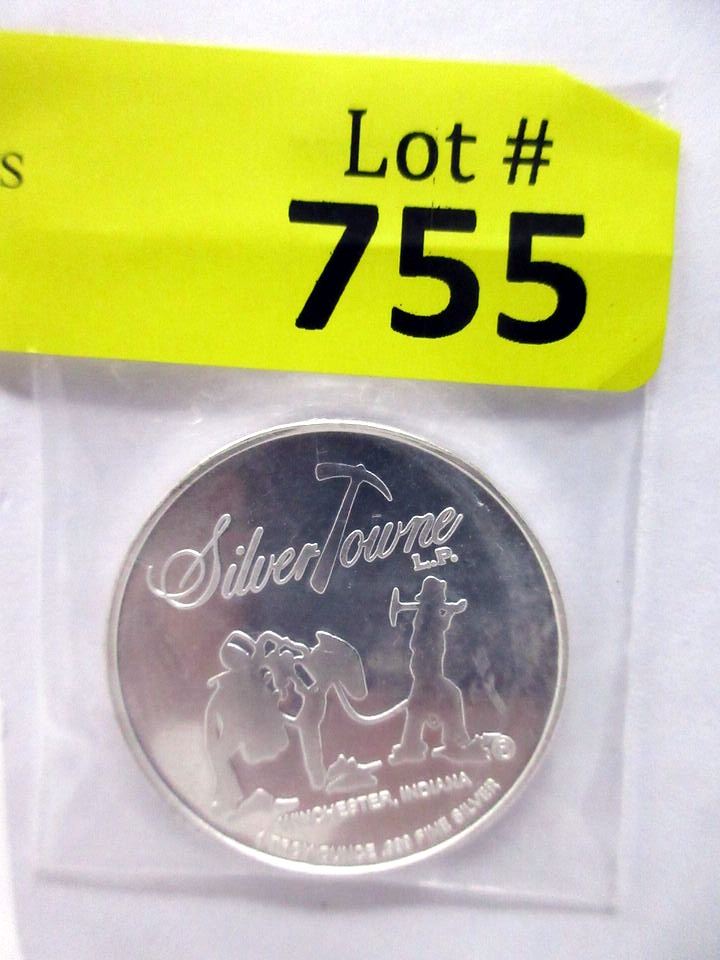 s
Lot #
755
SilverTowne
L.P.
WINCHESTER, INDIANA
1 TROY OUNCE .999 FINE SILVER